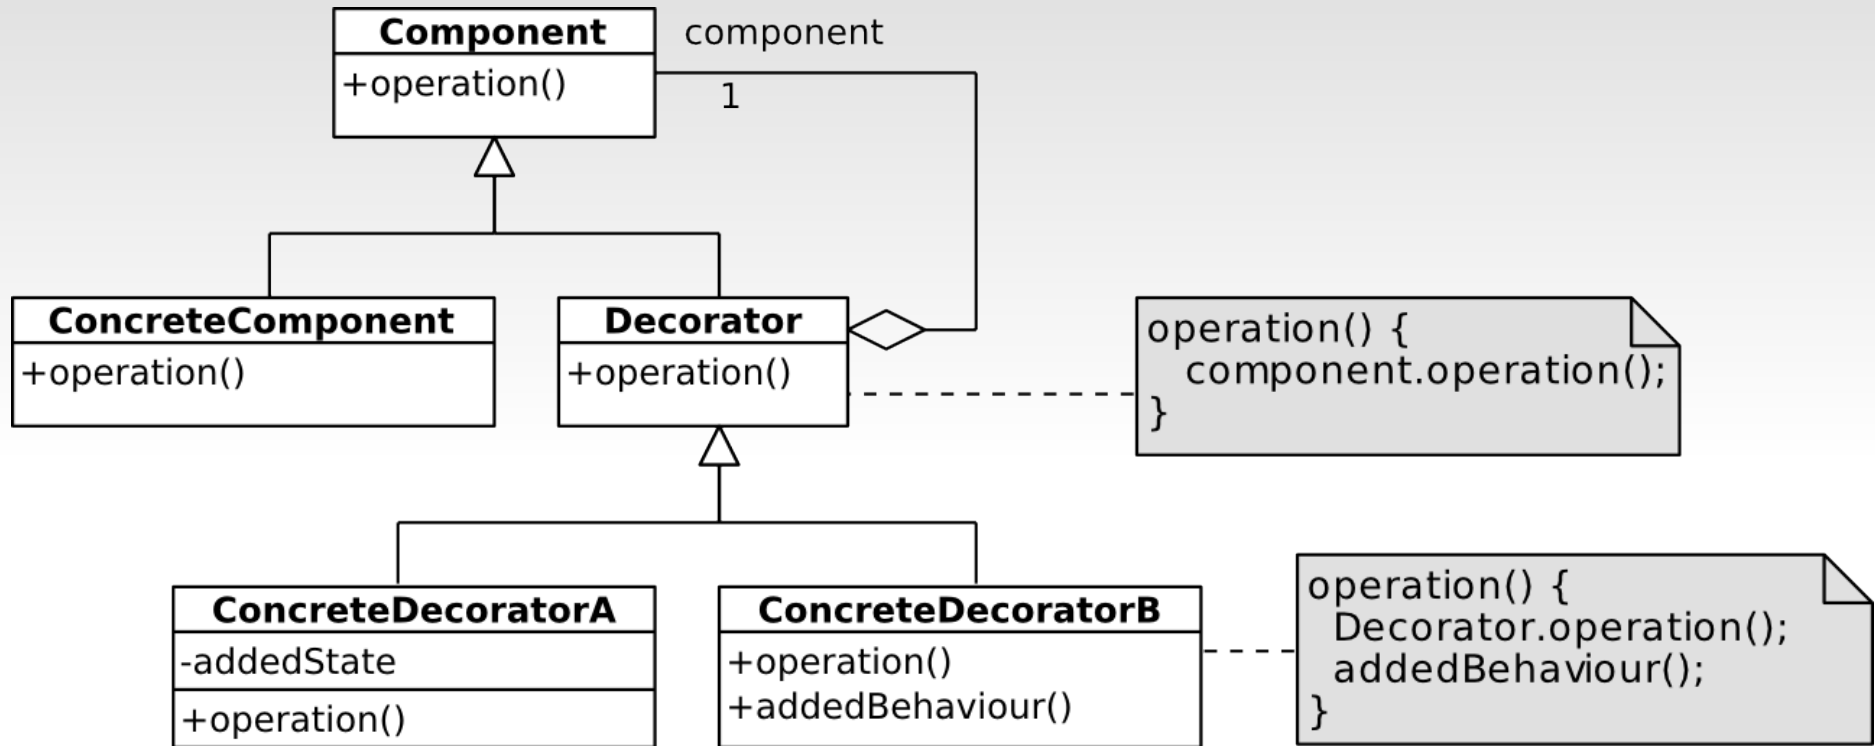 Component
+operation()
component
1
ConcreteComponent
+operation()
Decorator
+operation()
operation() {
component.operation();
}
ConcreteDecoratorA
-addedState
+operation()
ConcreteDecoratorB
+operation()
+addedBehaviour()
operation() {
Decorator.operation();
addedBehaviour();
}